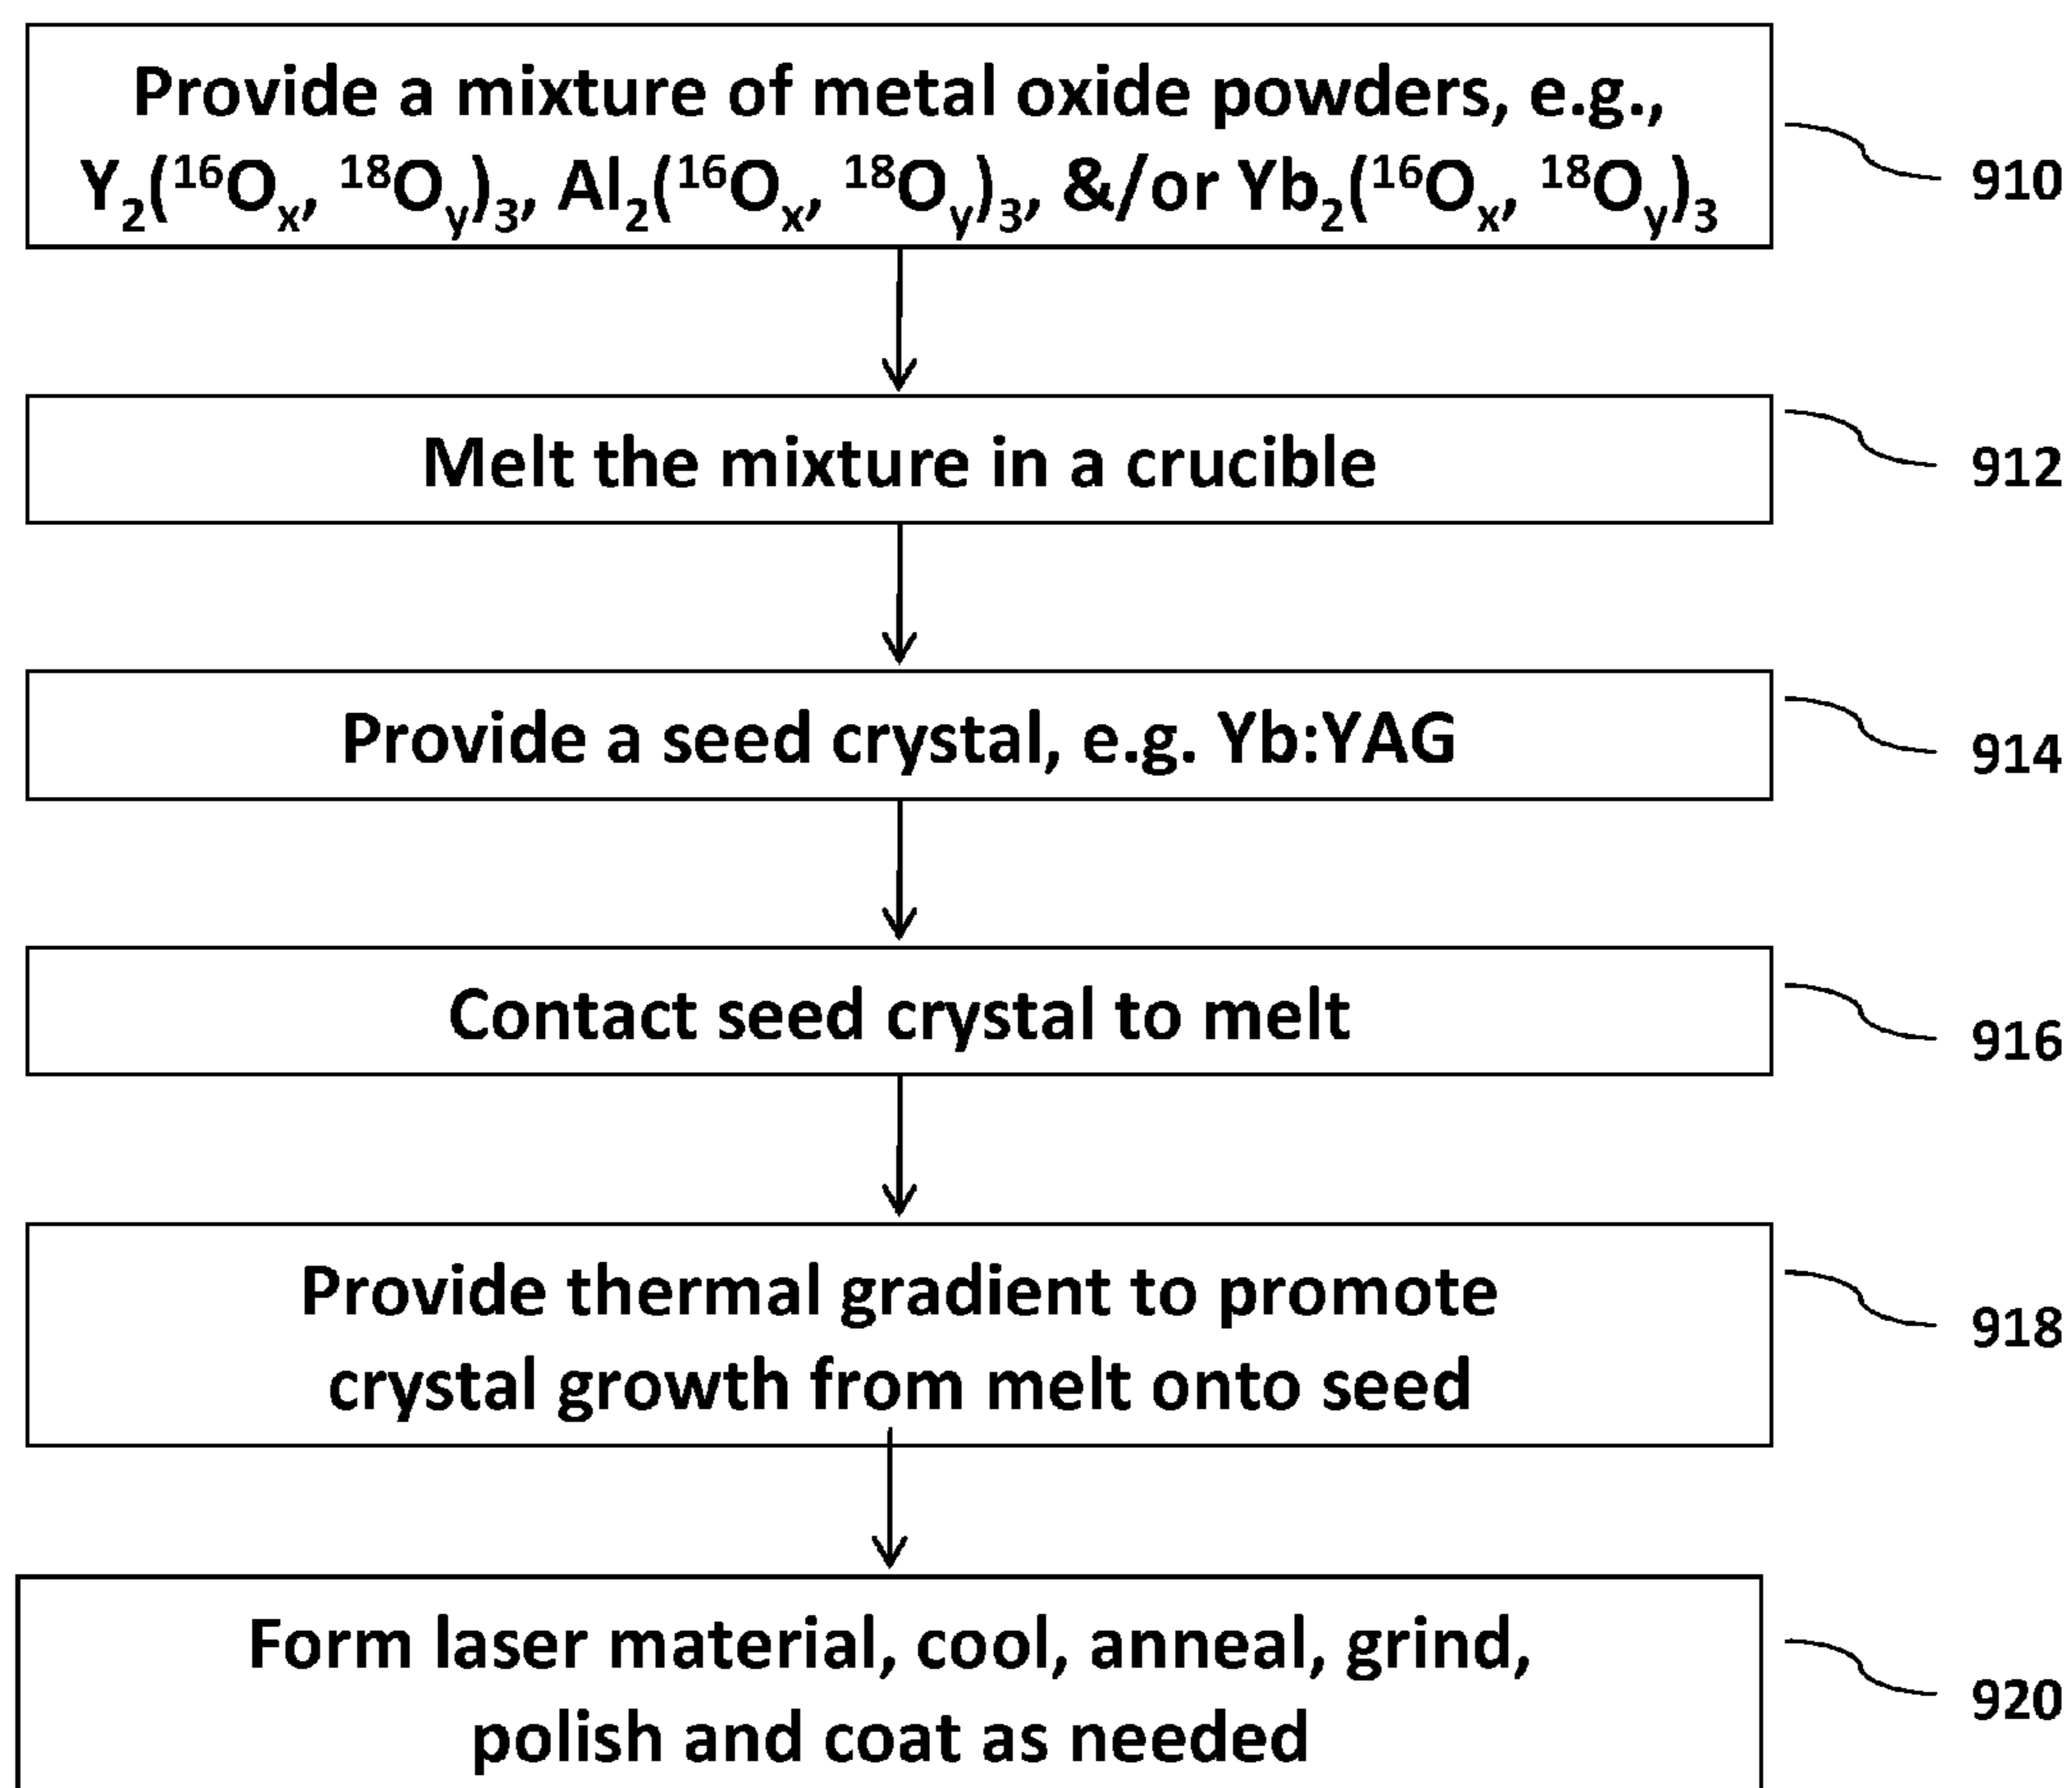 Provide a mixture of metal oxide powders, e.g.,
Y₂(¹⁶Oₓ, ¹⁸Oᵧ)₃, Al₂(¹⁶Oₓ, ¹⁸Oᵧ)₃, &/or Yb₂(¹⁶Oₓ, ¹⁸Oᵧ)₃
910
Melt the mixture in a crucible
912
Provide a seed crystal, e.g. Yb:YAG
914
Contact seed crystal to melt
916
Provide thermal gradient to promote
crystal growth from melt onto seed
918
Form laser material, cool, anneal, grind,
polish and coat as needed
920